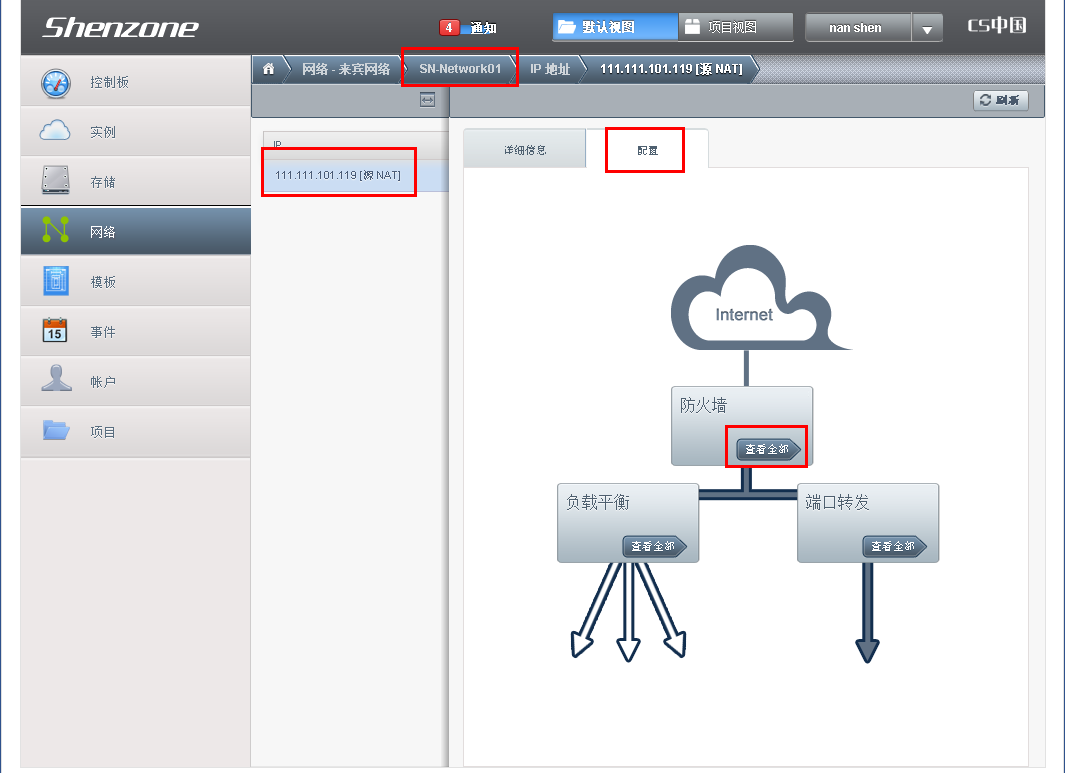 Shenzone
4 通知
默认视图
项目视图
nan shen
CS中国
控制板
实例
存储
网络
模板
15
事件
帐户
项目
网络 - 来宾网络
SN-Network01
IP 地址
111.111.101.119 [源 NAT]
刷新
IP
111.111.101.119 [源 NAT]
详细信息
配置
Internet
防火墙
查看全部
负载平衡
查看全部
端口转发
查看全部